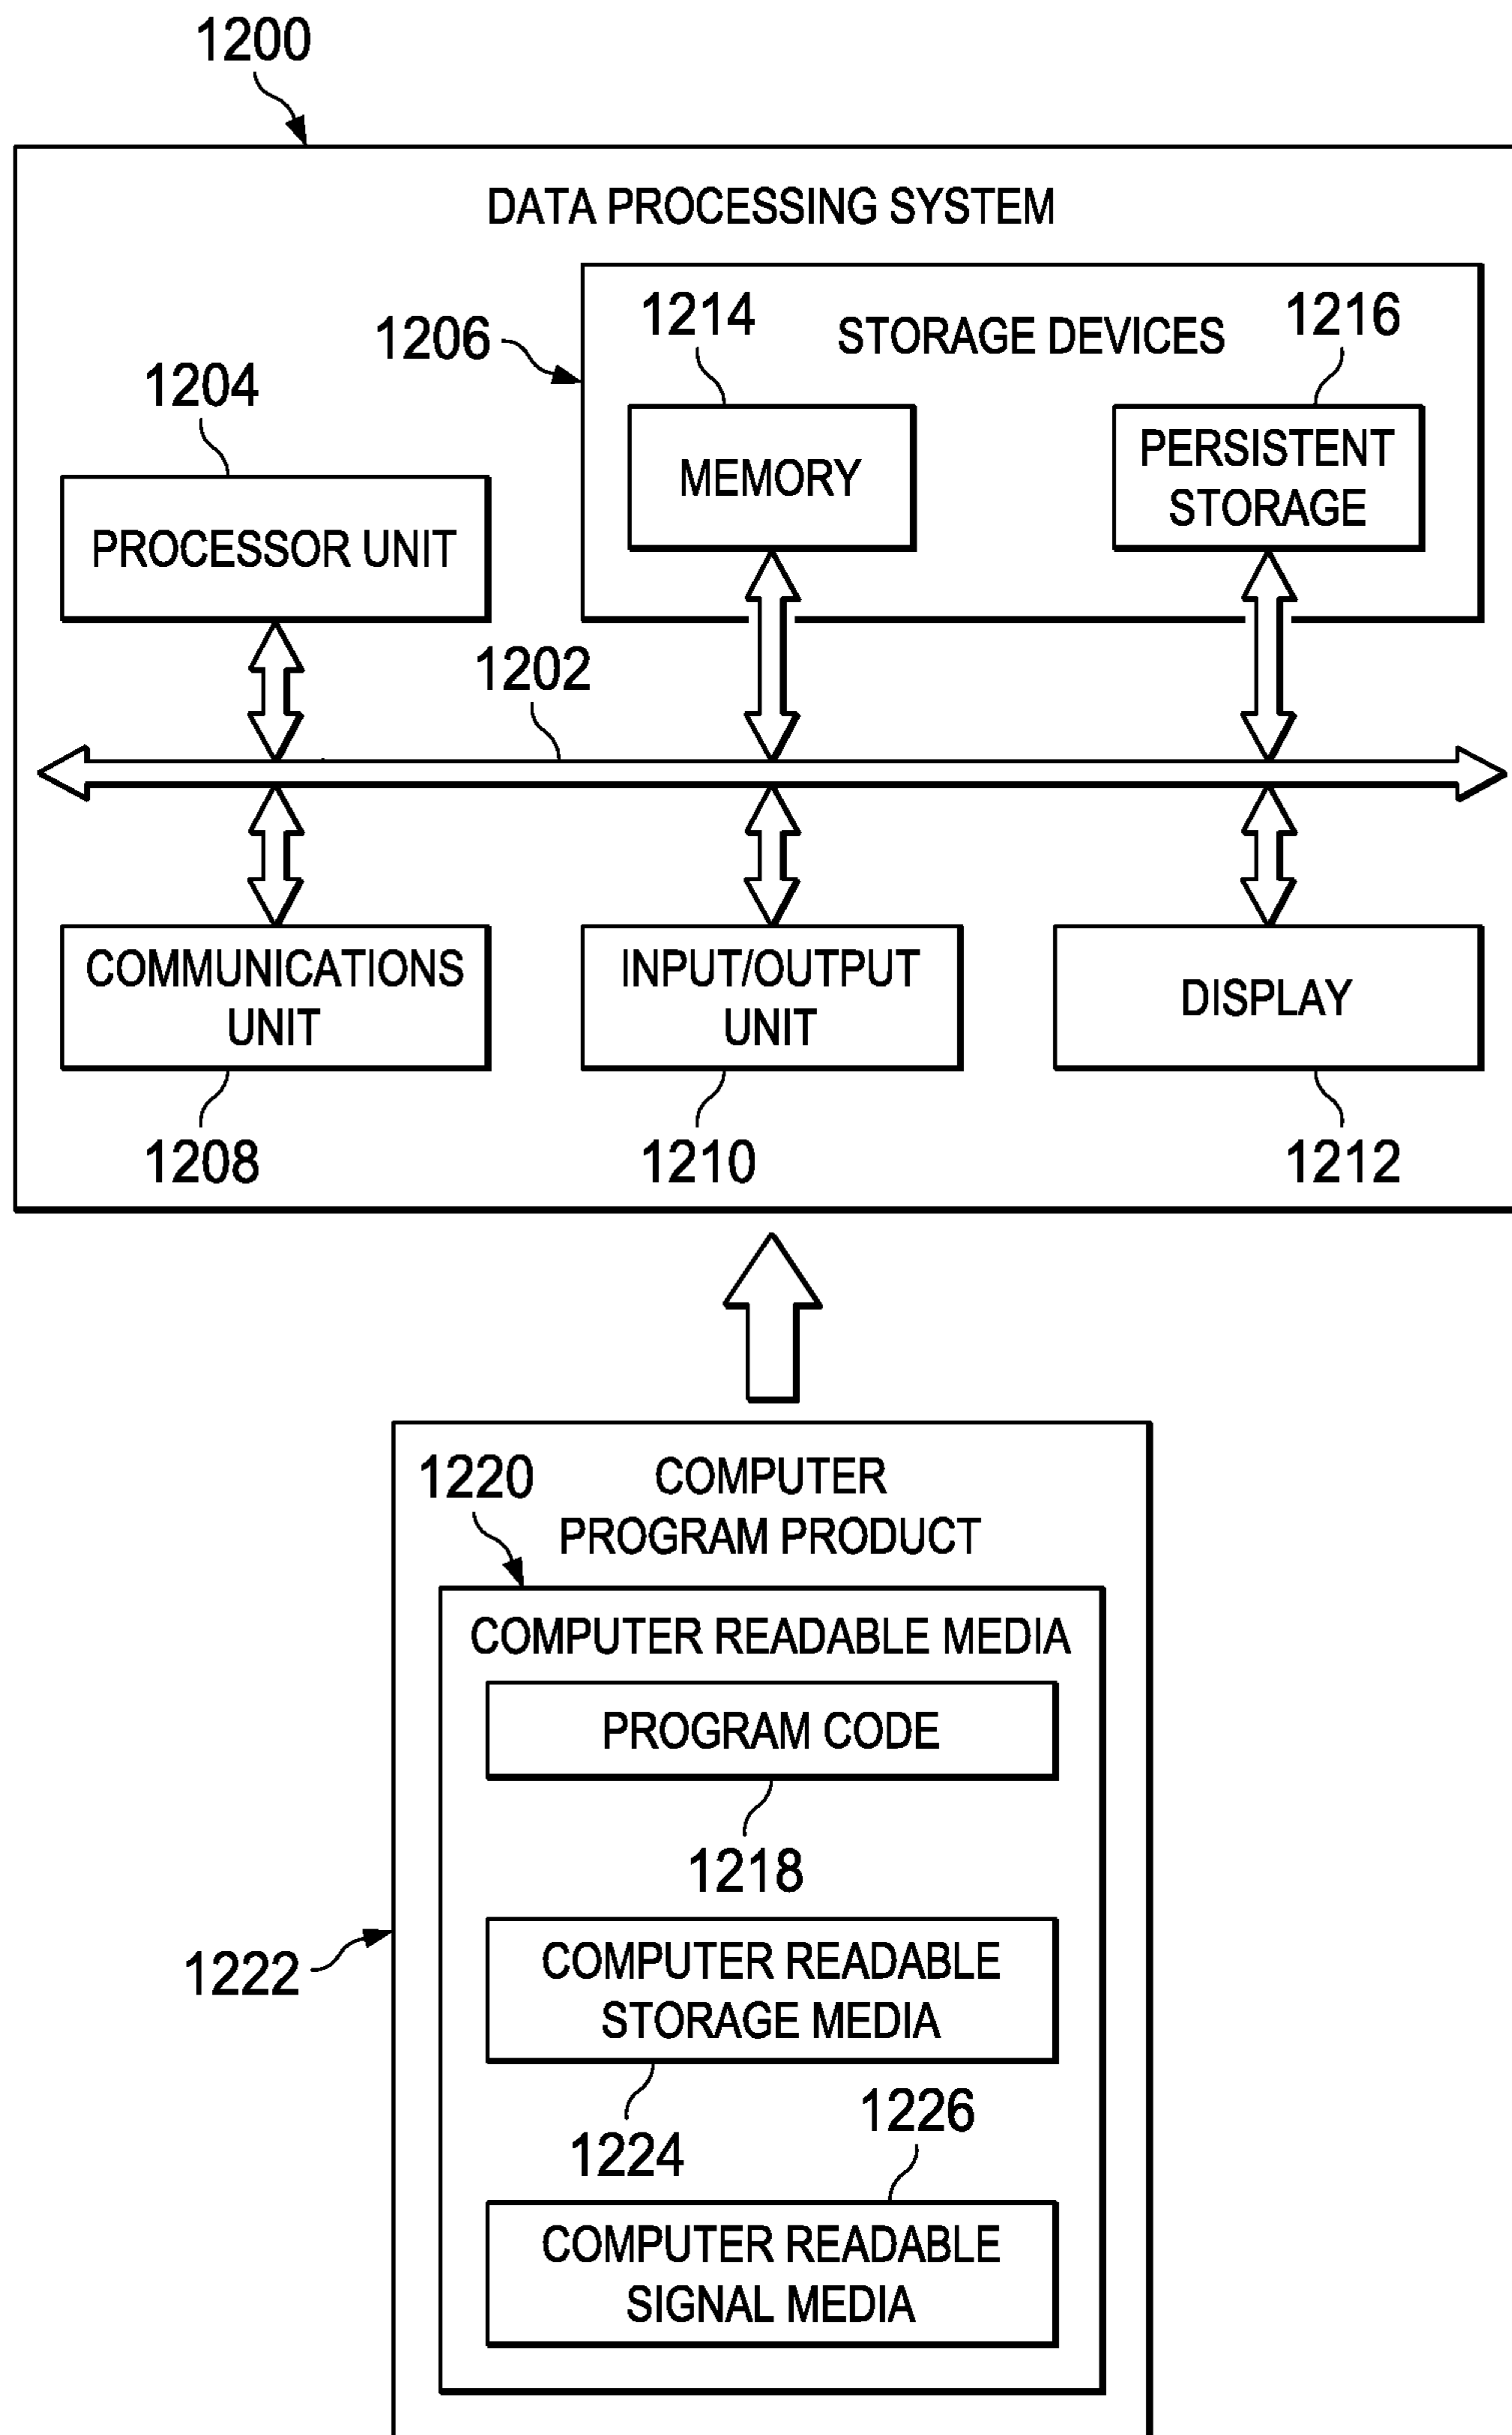 1200
DATA PROCESSING SYSTEM
1206
1214
STORAGE DEVICES
1216
1204
MEMORY
PERSISTENT
STORAGE
PROCESSOR UNIT
1202
COMMUNICATIONS
UNIT
INPUT/OUTPUT
UNIT
DISPLAY
1208
1210
1212
1220
COMPUTER
PROGRAM PRODUCT
COMPUTER READABLE MEDIA
PROGRAM CODE
1218
1222
COMPUTER READABLE
STORAGE MEDIA
1224
1226
COMPUTER READABLE
SIGNAL MEDIA